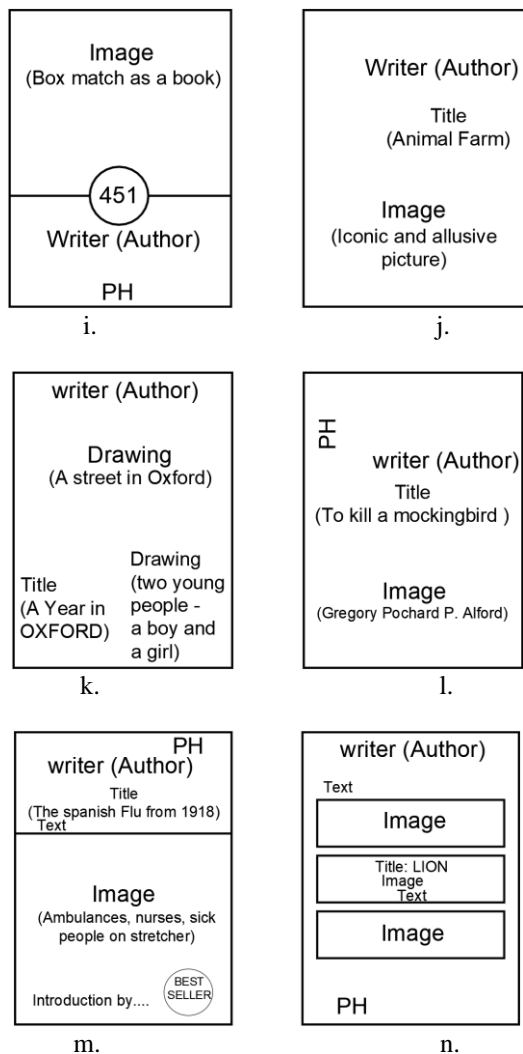 Image
(Box match as a book)
451
Writer (Author)
PH
i.
Writer (Author)
Title
(Animal Farm)
Image
(Iconic and allusive
picture)
j.
writer (Author)
Drawing
(A street in Oxford)
Title
(A Year in
OXFORD)
Drawing
(two young
people -
a boy and
a girl)
k.
PH
writer (Author)
Title
(To kill a mockingbird )
Image
(Gregory Pochard P. Alford)
l.
PH
writer (Author)
Title
(The spanish Flu from 1918)
Text
Image
(Ambulances, nurses, sick
people on stretcher)
Introduction by....
BEST
SELLER
m.
writer (Author)
Text
Image
Title: LION
Image
Text
Image
PH
n.